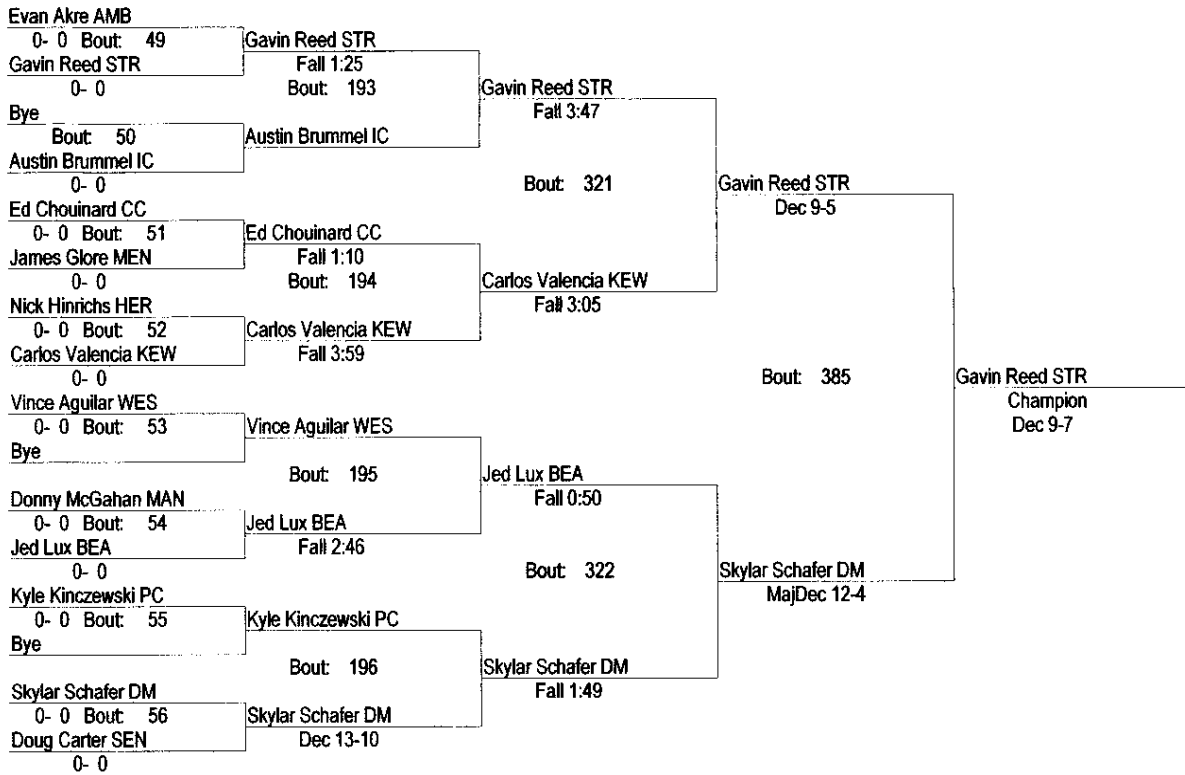 Evan Akre AMB
0- 0 Bout: 49
Gavin Reed STR
0- 0
Bye
Bout: 50
Austin Brummel IC
0- 0
Ed Chouinard CC
0- 0 Bout: 51
James Glore MEN
0- 0
Nick Hinrichs HER
0- 0 Bout: 52
Carlos Valencia KEW
0- 0
Vince Aguilar WES
0- 0 Bout: 53
Bye
Donny McGahan MAN
0- 0 Bout: 54
Jed Lux BEA
0- 0
Kyle Kinczewski PC
0- 0 Bout: 55
Bye
Skylar Schafer DM
0- 0 Bout: 56
Doug Carter SEN
0- 0
Gavin Reed STR
Fall 1:25
Bout: 193
Austin Brummel IC
Ed Chouinard CC
Fall 1:10
Bout: 194
Carlos Valencia KEW
Fall 3:59
Vince Aguilar WES
Bout: 195
Jed Lux BEA
Fall 2:46
Kyle Kinczewski PC
Bout: 196
Skylar Schafer DM
Dec 13-10
Gavin Reed STR
Fall 3:47
Bout: 321
Carlos Valencia KEW
Fall 3:05
Jed Lux BEA
Fall 0:50
Bout: 322
Skylar Schafer DM
Fall 1:49
Gavin Reed STR
Dec 9-5
Bout: 385
Skylar Schafer DM
MajDec 12-4
Gavin Reed STR
Champion
Dec 9-7